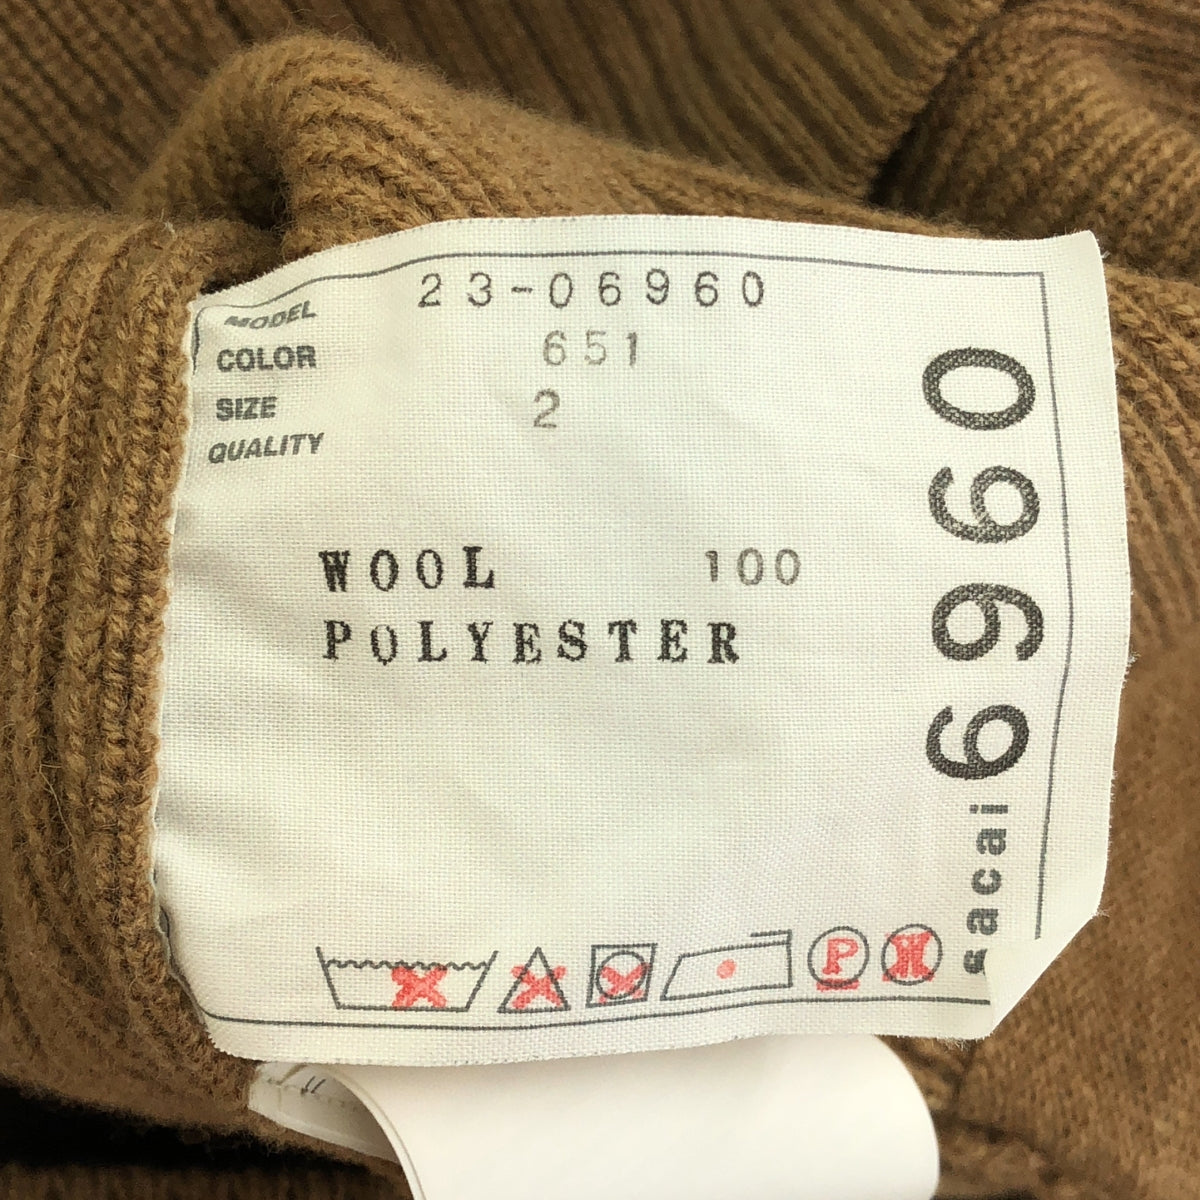 MODEL 23-06960
COLOR 651
SIZE 2
QUALITY
WOOL 100
POLYESTER
P
sacai 6960